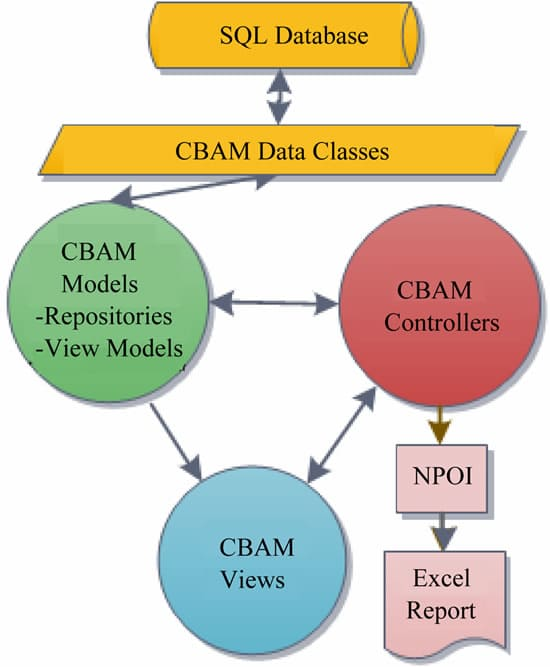 SQL Database
CBAM Data Classes
CBAM
Models
-Repositories
-View Models
CBAM
Controllers
CBAM
Views
NPOI
Excel
Report